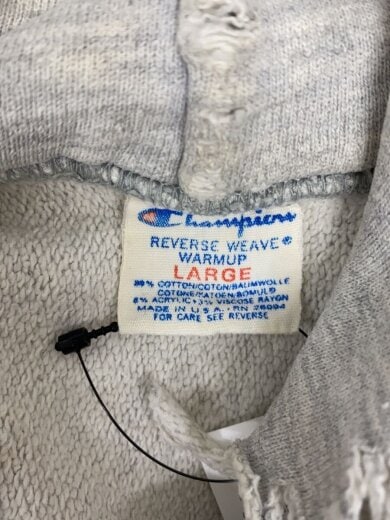 Champion
REVERSE WEAVE®
WARMUP
LARGE
89% COTTON/COTON/BAUMWOLLE
COTONE/KATOEN/BOMULD
8% ACRYLIC • 3% VISCOSE RAYON
MADE IN U.S.A. • RN 26094
FOR CARE SEE REVERSE